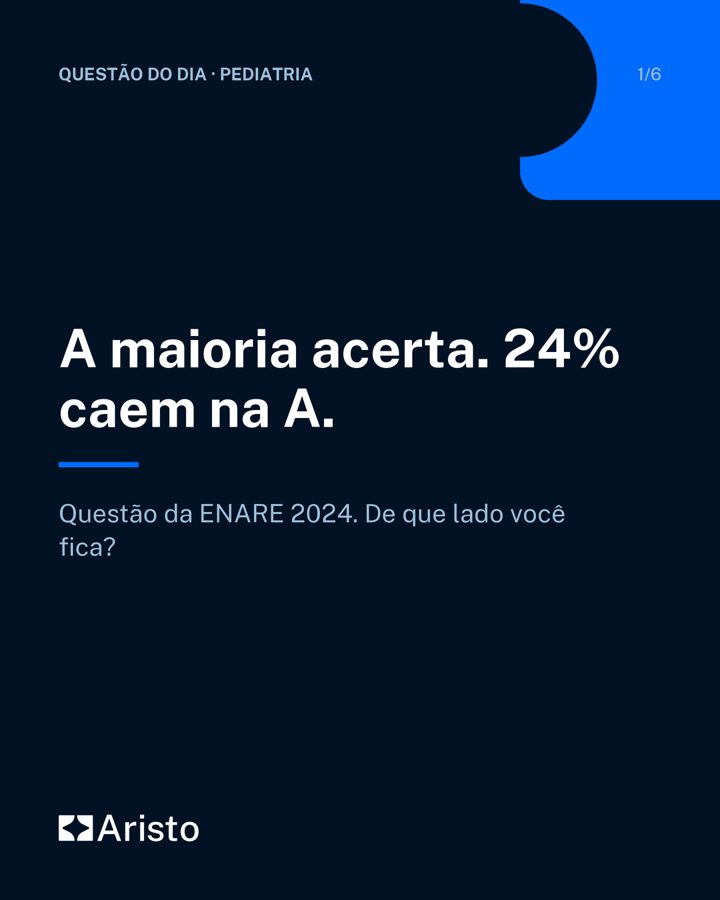 QUESTÃO DO DIA · PEDIATRIA
1/6
A maioria acerta. 24%
caem na A.
Questão da ENARE 2024. De que lado você
fica?
Aristo